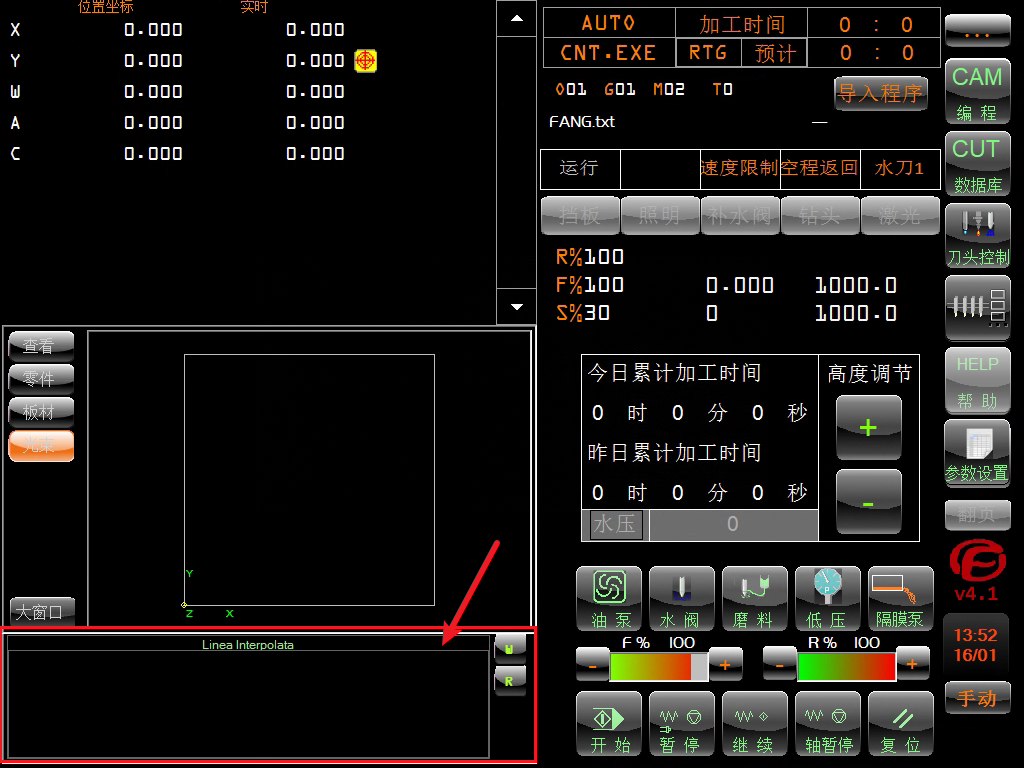 位置坐标 实时
X 0.000 0.000
Y 0.000 0.000
W 0.000 0.000
A 0.000 0.000
C 0.000 0.000
AUTO 加工时间 0 : 0
CNT.EXE RTG 预计 0 : 0
O01 G01 M02 T0
导入程序
FANG.txt
运行 速度限制 空程返回 水刀1
挡板 照明 补水阀 钻头 激光
R%100
F%100 0.000 1000.0
S%30 0 1000.0
查看
零件
板材
光束
大窗口
Y
Z X
Linea Interpolata
W
R
今日累计加工时间
0 时 0 分 0 秒
昨日累计加工时间
0 时 0 分 0 秒
水压 0
高度调节
+
-
油泵 水阀 磨料 低压 隔膜泵
F% 100 R% 100
- + - +
开始 暂停 继续 轴暂停 复位
...
CAM
编程
CUT
数据库
刀头控制
HELP
帮助
参数设置
翻页
v4.1
13:52
16/01
手动